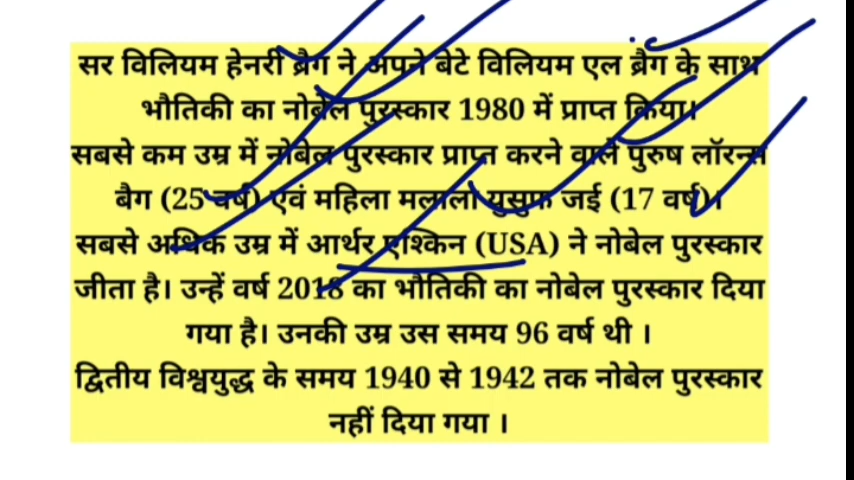 सर विलियम हेनरी ब्रैग ने अपने बेटे विलियम एल ब्रैग के साथ
भौतिकी का नोबेल पुरस्कार 1980 में प्राप्त किया।
सबसे कम उम्र में नोबेल पुरस्कार प्राप्त करने वाले पुरुष लॉरन्स
बैग (25 वर्ष) एवं महिला मलाला युसुफ जई (17 वर्ष)।
सबसे अधिक उम्र में आर्थर एश्किन (USA) ने नोबेल पुरस्कार
जीता है। उन्हें वर्ष 2018 का भौतिकी का नोबेल पुरस्कार दिया
गया है। उनकी उम्र उस समय 96 वर्ष थी ।
द्वितीय विश्वयुद्ध के समय 1940 से 1942 तक नोबेल पुरस्कार
नहीं दिया गया ।